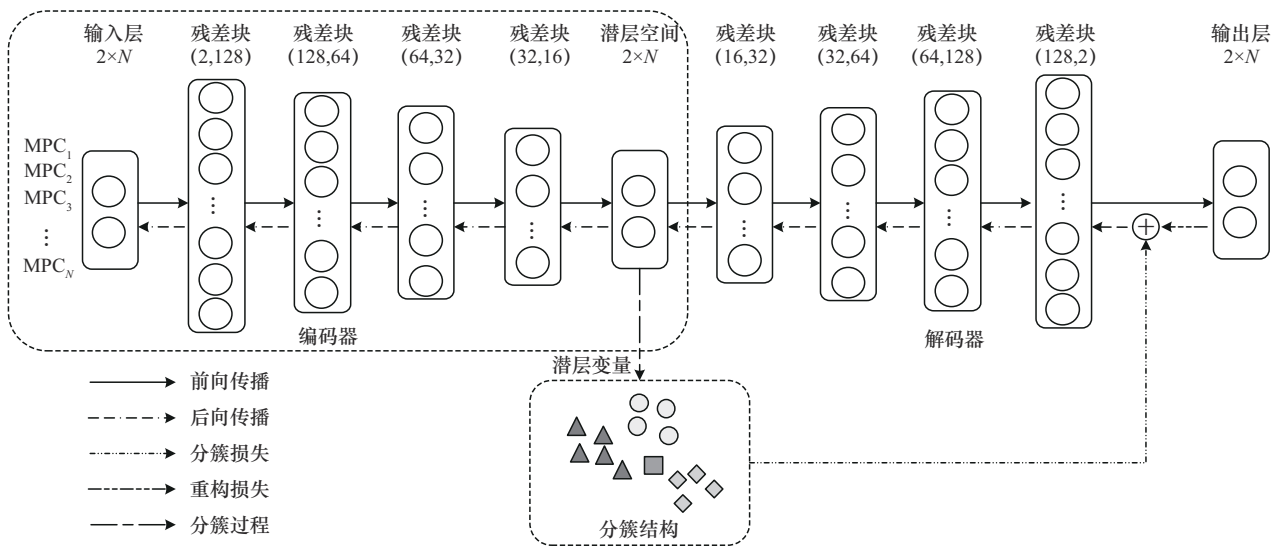 输入层 残差块 残差块 残差块 残差块 潜层空间 残差块 残差块 残差块 残差块 输出层
2×N (2,128) (128,64) (64,32) (32,16) 2×N (16,32) (32,64) (64,128) (128,2) 2×N
MPC₁
MPC₂
MPC₃
⋮
MPC_N
编码器
解码器
潜层变量
前向传播
后向传播
分簇损失
重构损失
分簇过程
分簇结构